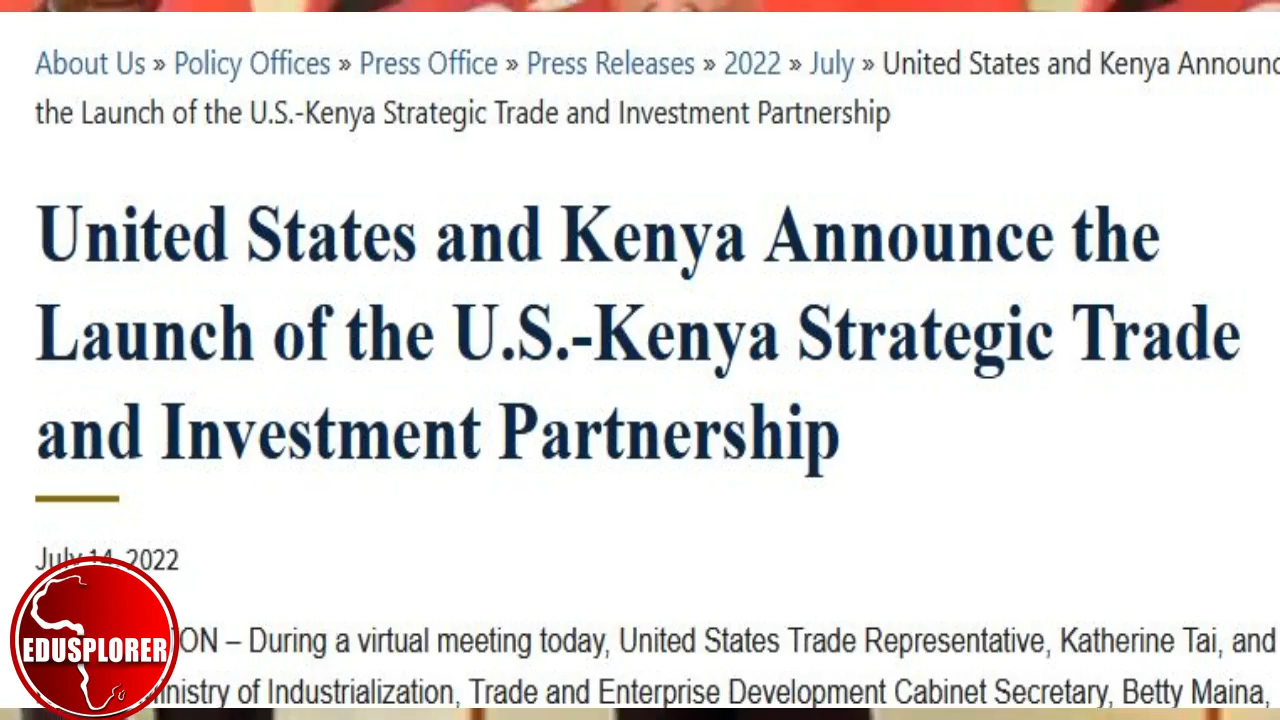 About Us » Policy Offices » Press Office » Press Releases » 2022 » July » United States and Kenya Announc
the Launch of the U.S.-Kenya Strategic Trade and Investment Partnership
United States and Kenya Announce the
Launch of the U.S.-Kenya Strategic Trade
and Investment Partnership
July 14, 2022
ON – During a virtual meeting today, United States Trade Representative, Katherine Tai, and
EDUSPLORER
inistry of Industrialization, Trade and Enterprise Development Cabinet Secretary, Betty Maina,